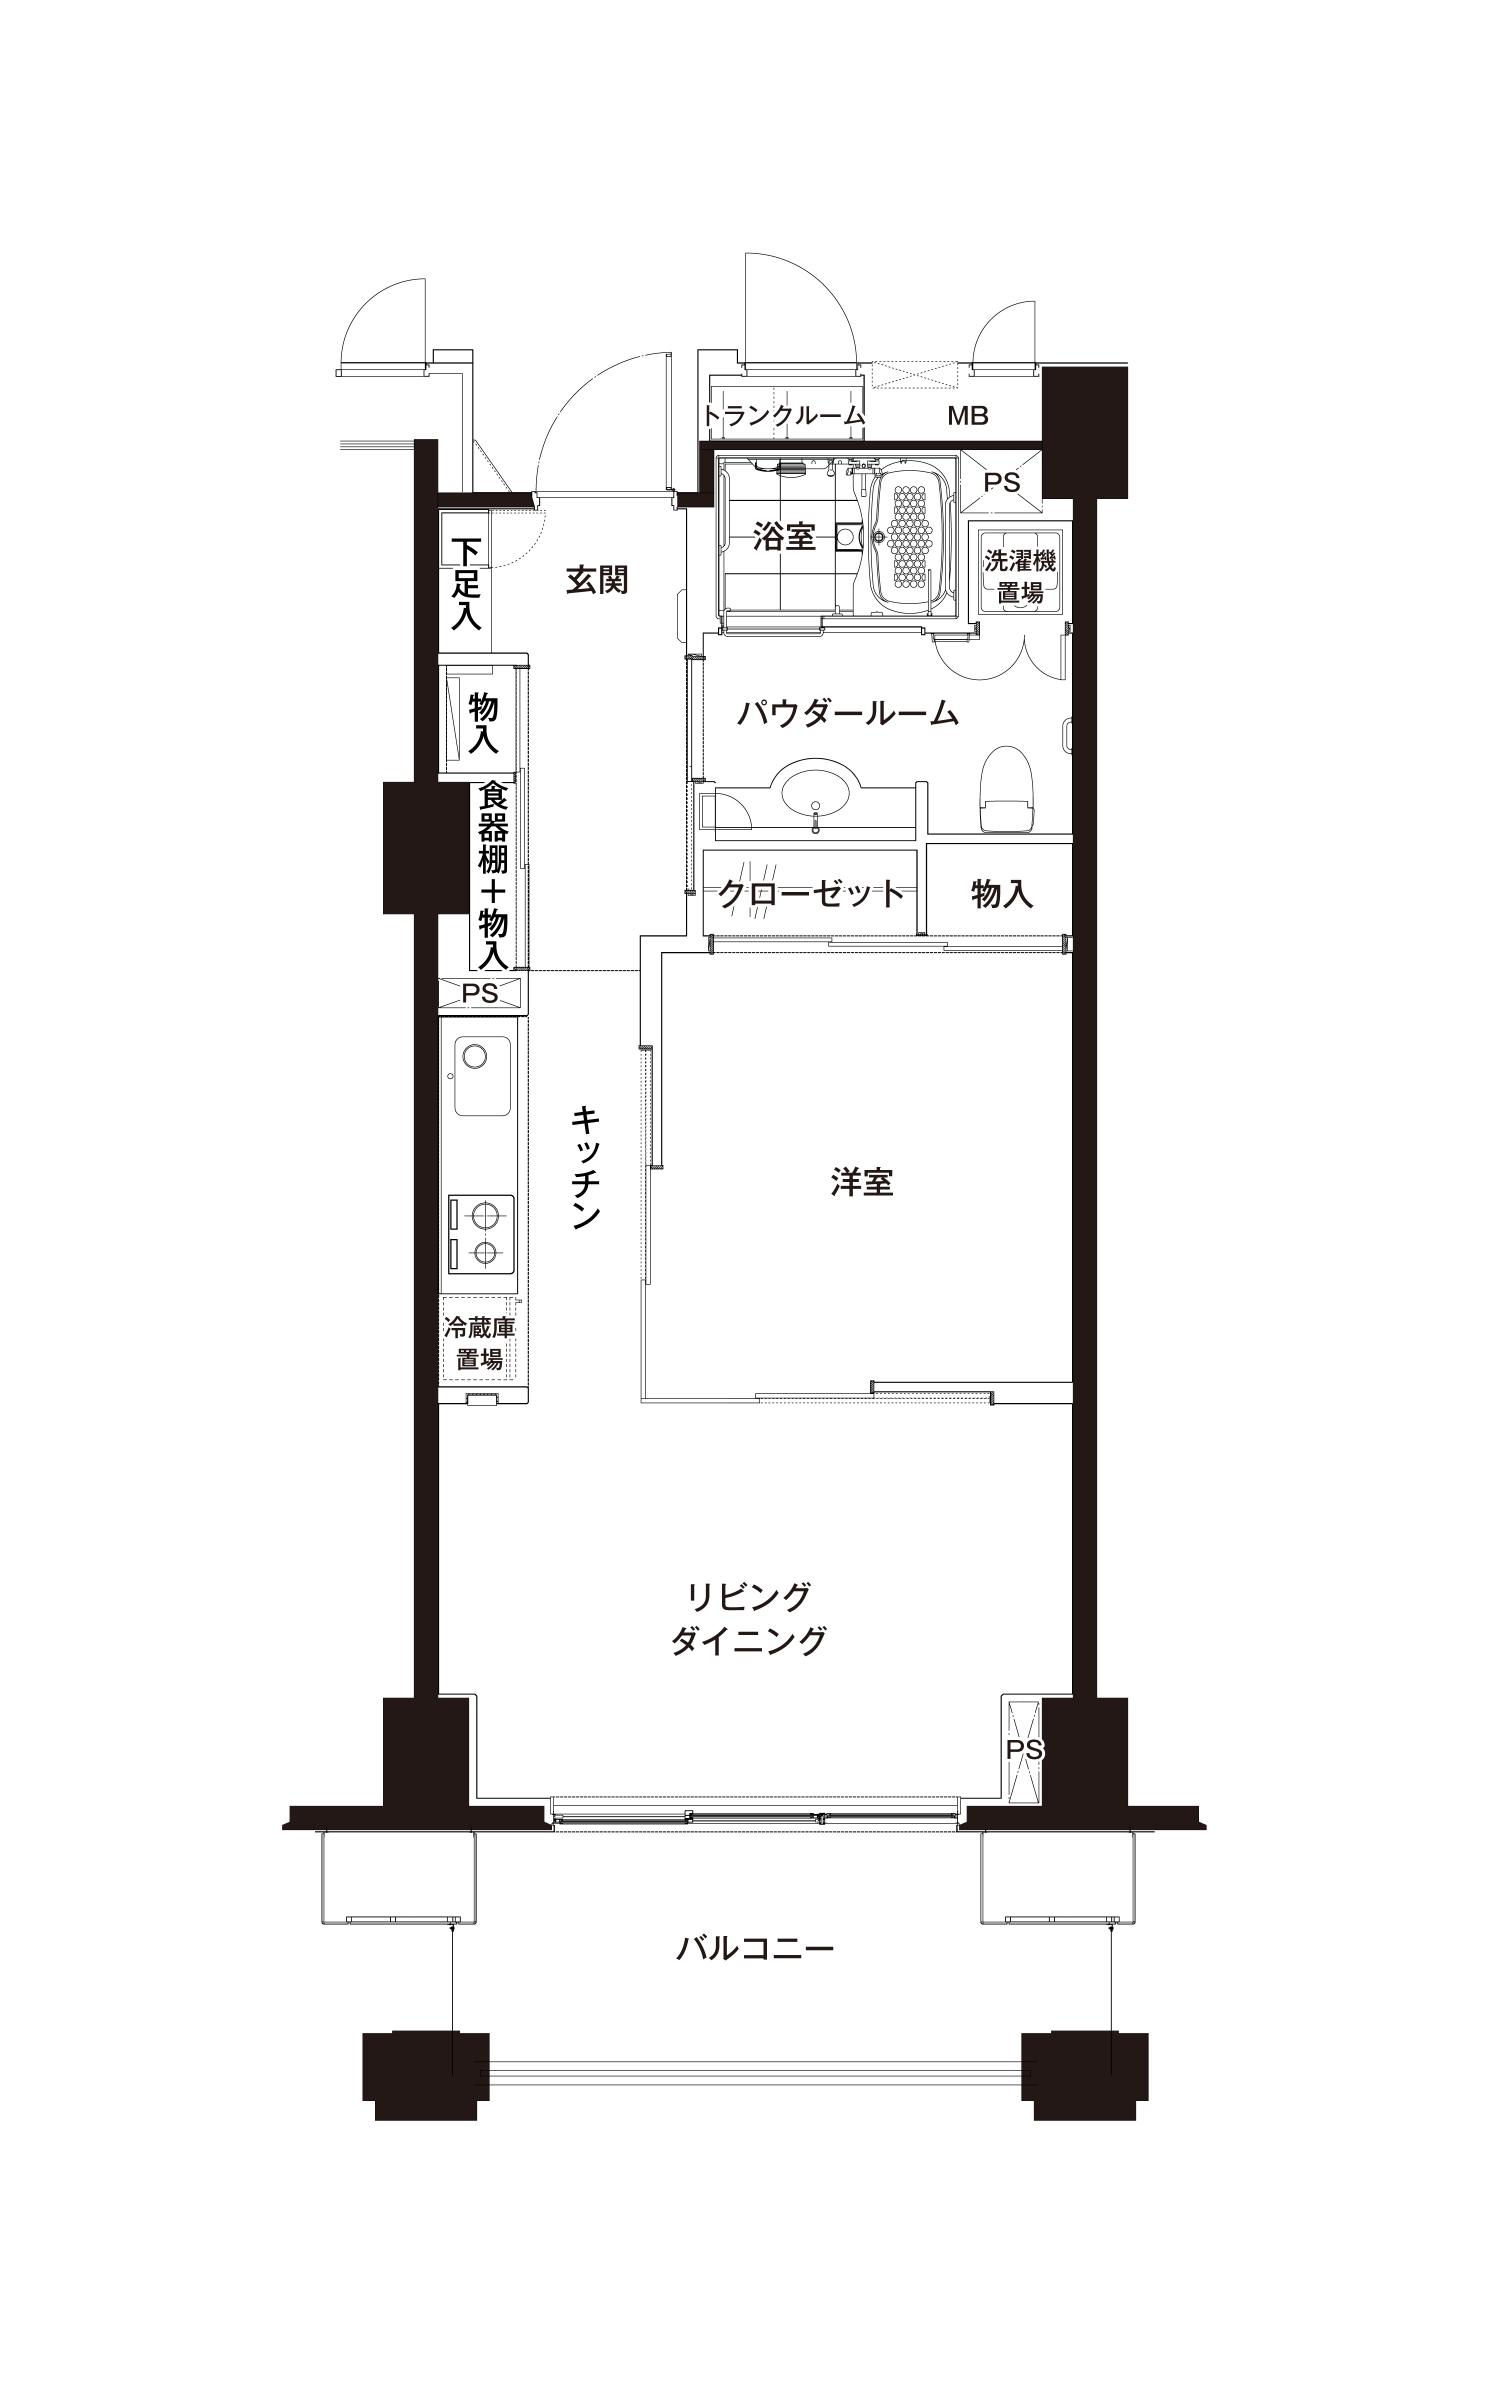 トランクルーム
MB
PS
浴室
洗濯機
置場
玄関
下足入
物入
パウダールーム
食器棚＋物入
クローゼット
物入
PS
キッチン
洋室
冷蔵庫
置場
リビング
ダイニング
PS
バルコニー